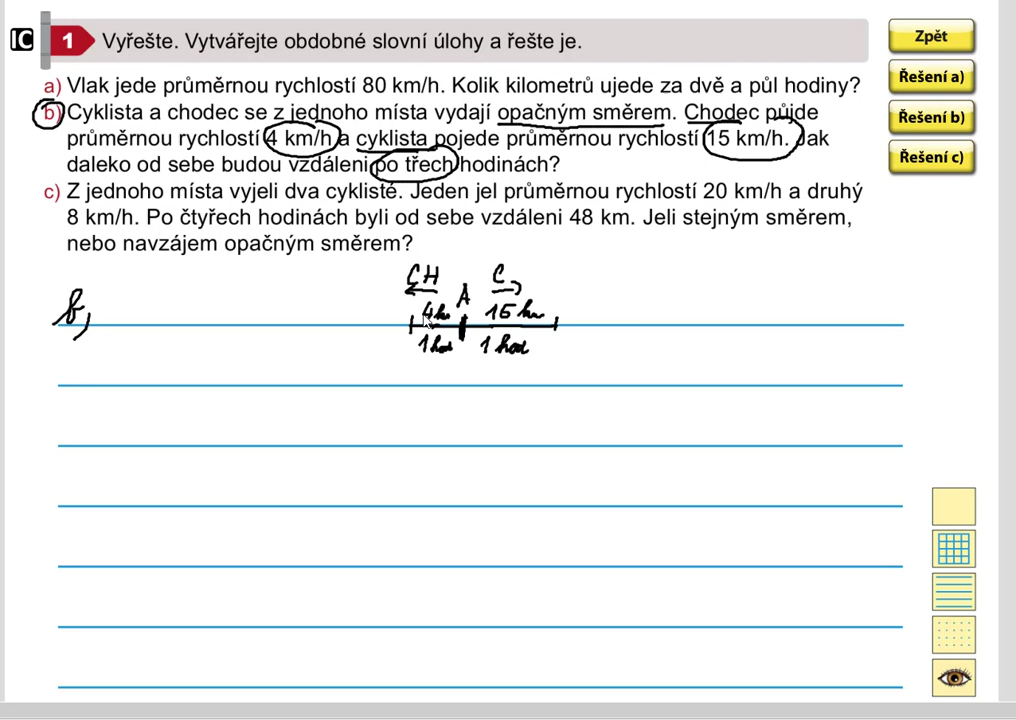 IC 1 Vyřešte. Vytvářejte obdobné slovní úlohy a řešte je.
Zpět
Řešení a)
Řešení b)
Řešení c)
a) Vlak jede průměrnou rychlostí 80 km/h. Kolik kilometrů ujede za dvě a půl hodiny?
b) Cyklista a chodec se z jednoho místa vydají opačným směrem. Chodec půjde
průměrnou rychlostí 4 km/h a cyklista pojede průměrnou rychlostí 15 km/h. Jak
daleko od sebe budou vzdáleni po třech hodinách?
c) Z jednoho místa vyjeli dva cyklisté. Jeden jel průměrnou rychlostí 20 km/h a druhý
8 km/h. Po čtyřech hodinách byli od sebe vzdáleni 48 km. Jeli stejným směrem,
nebo navzájem opačným směrem?
CH C
b) 4km A 15 km
1hod 1 hod